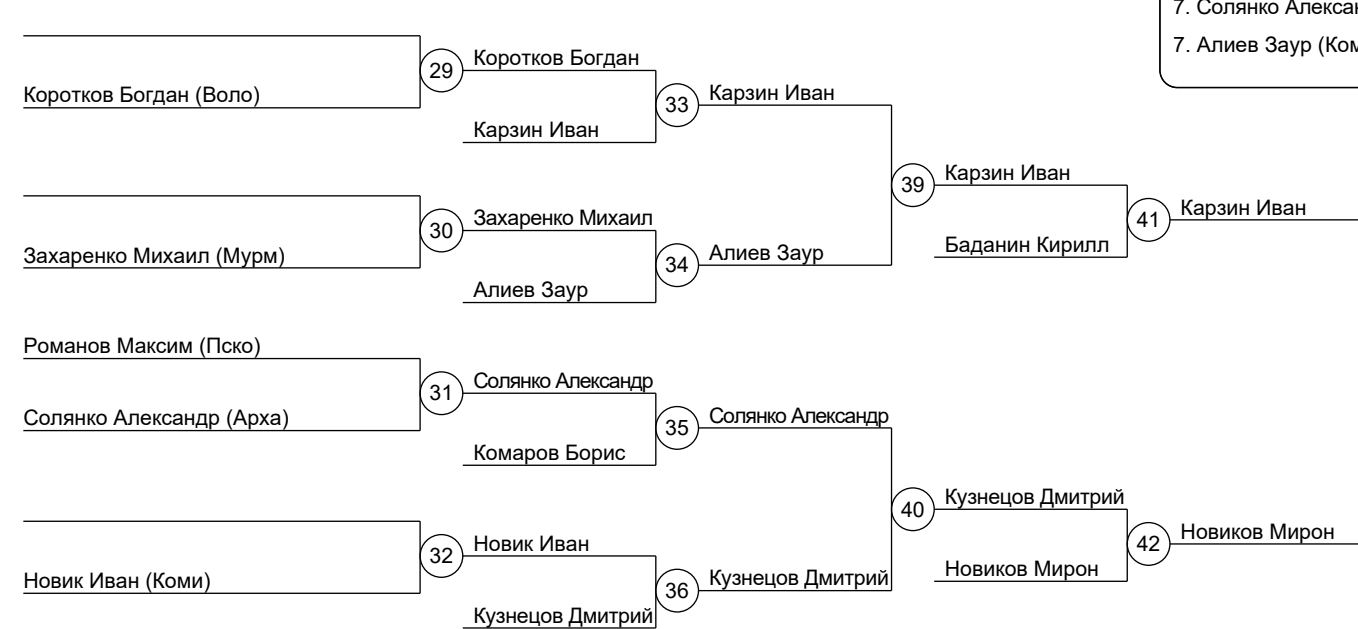 7. Солянко Алекса
7. Алиев Заур (Ком
Коротков Богдан (Воло)
29
Коротков Богдан
Карзин Иван
33
Карзин Иван
Захаренко Михаил (Мурм)
30
Захаренко Михаил
Алиев Заур
34
Алиев Заур
39
Карзин Иван
Баданин Кирилл
41
Карзин Иван
Романов Максим (Пско)
Солянко Александр (Арха)
31
Солянко Александр
Комаров Борис
35
Солянко Александр
Новик Иван (Коми)
32
Новик Иван
Кузнецов Дмитрий
36
Кузнецов Дмитрий
40
Кузнецов Дмитрий
Новиков Мирон
42
Новиков Мирон